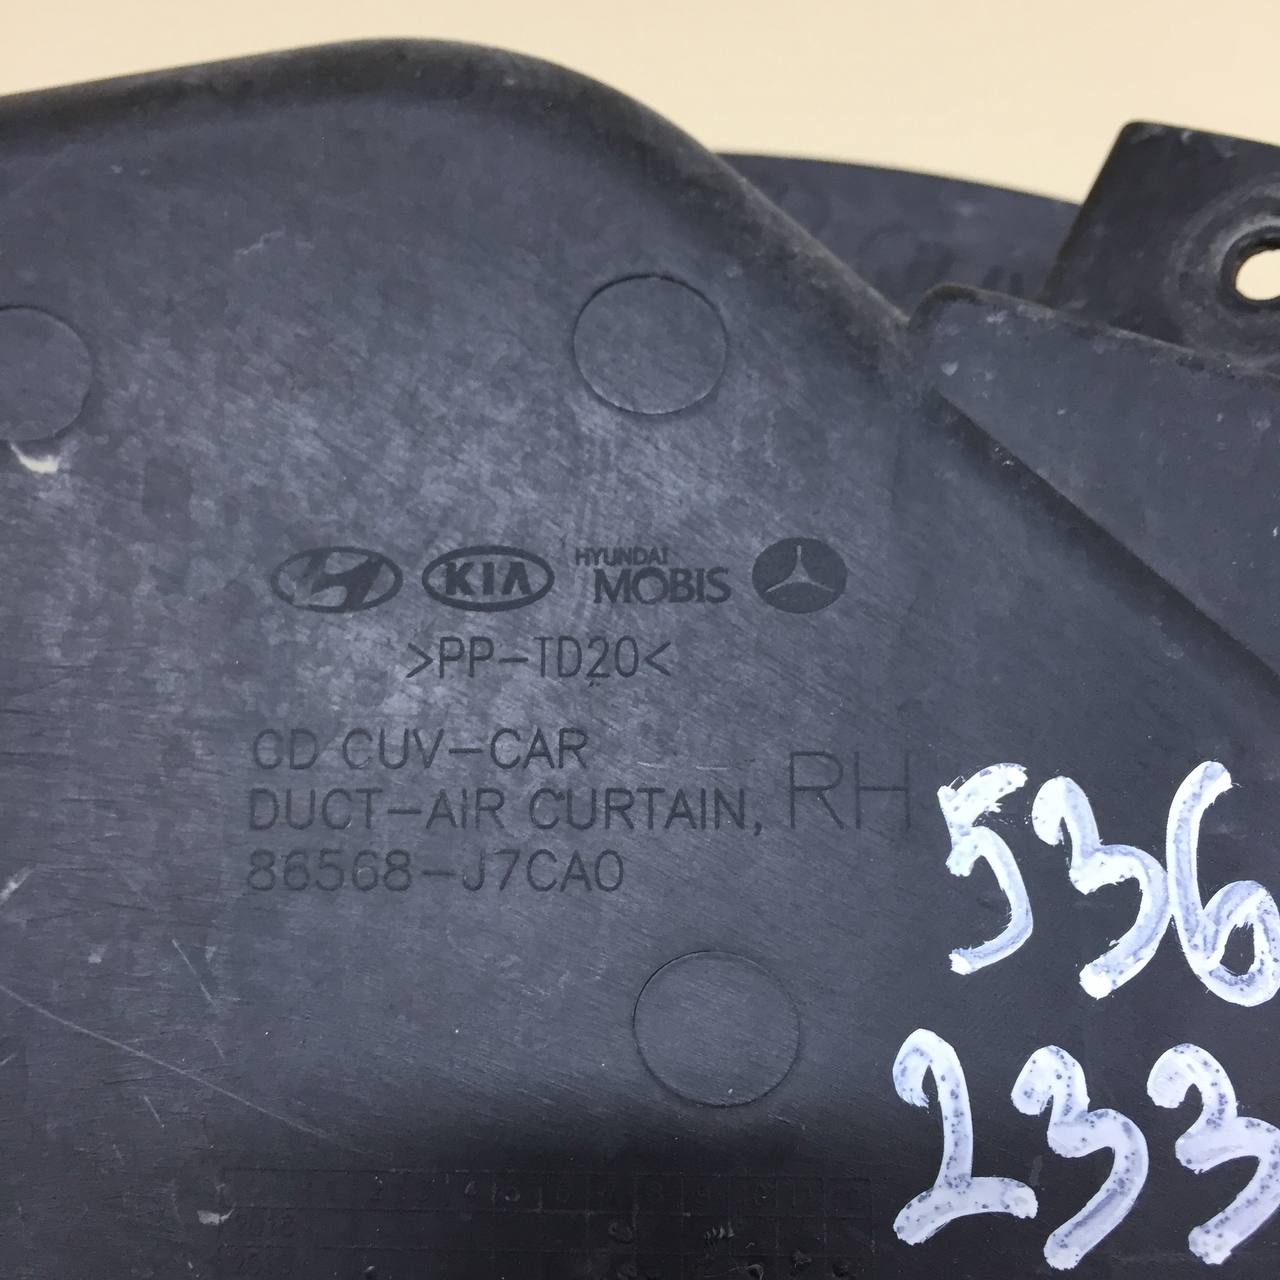 KIA HYUNDAI MOBIS
>PP-TD20<
CD CUV-CAR
DUCT-AIR CURTAIN, RH
86568-J7CA0
536
233